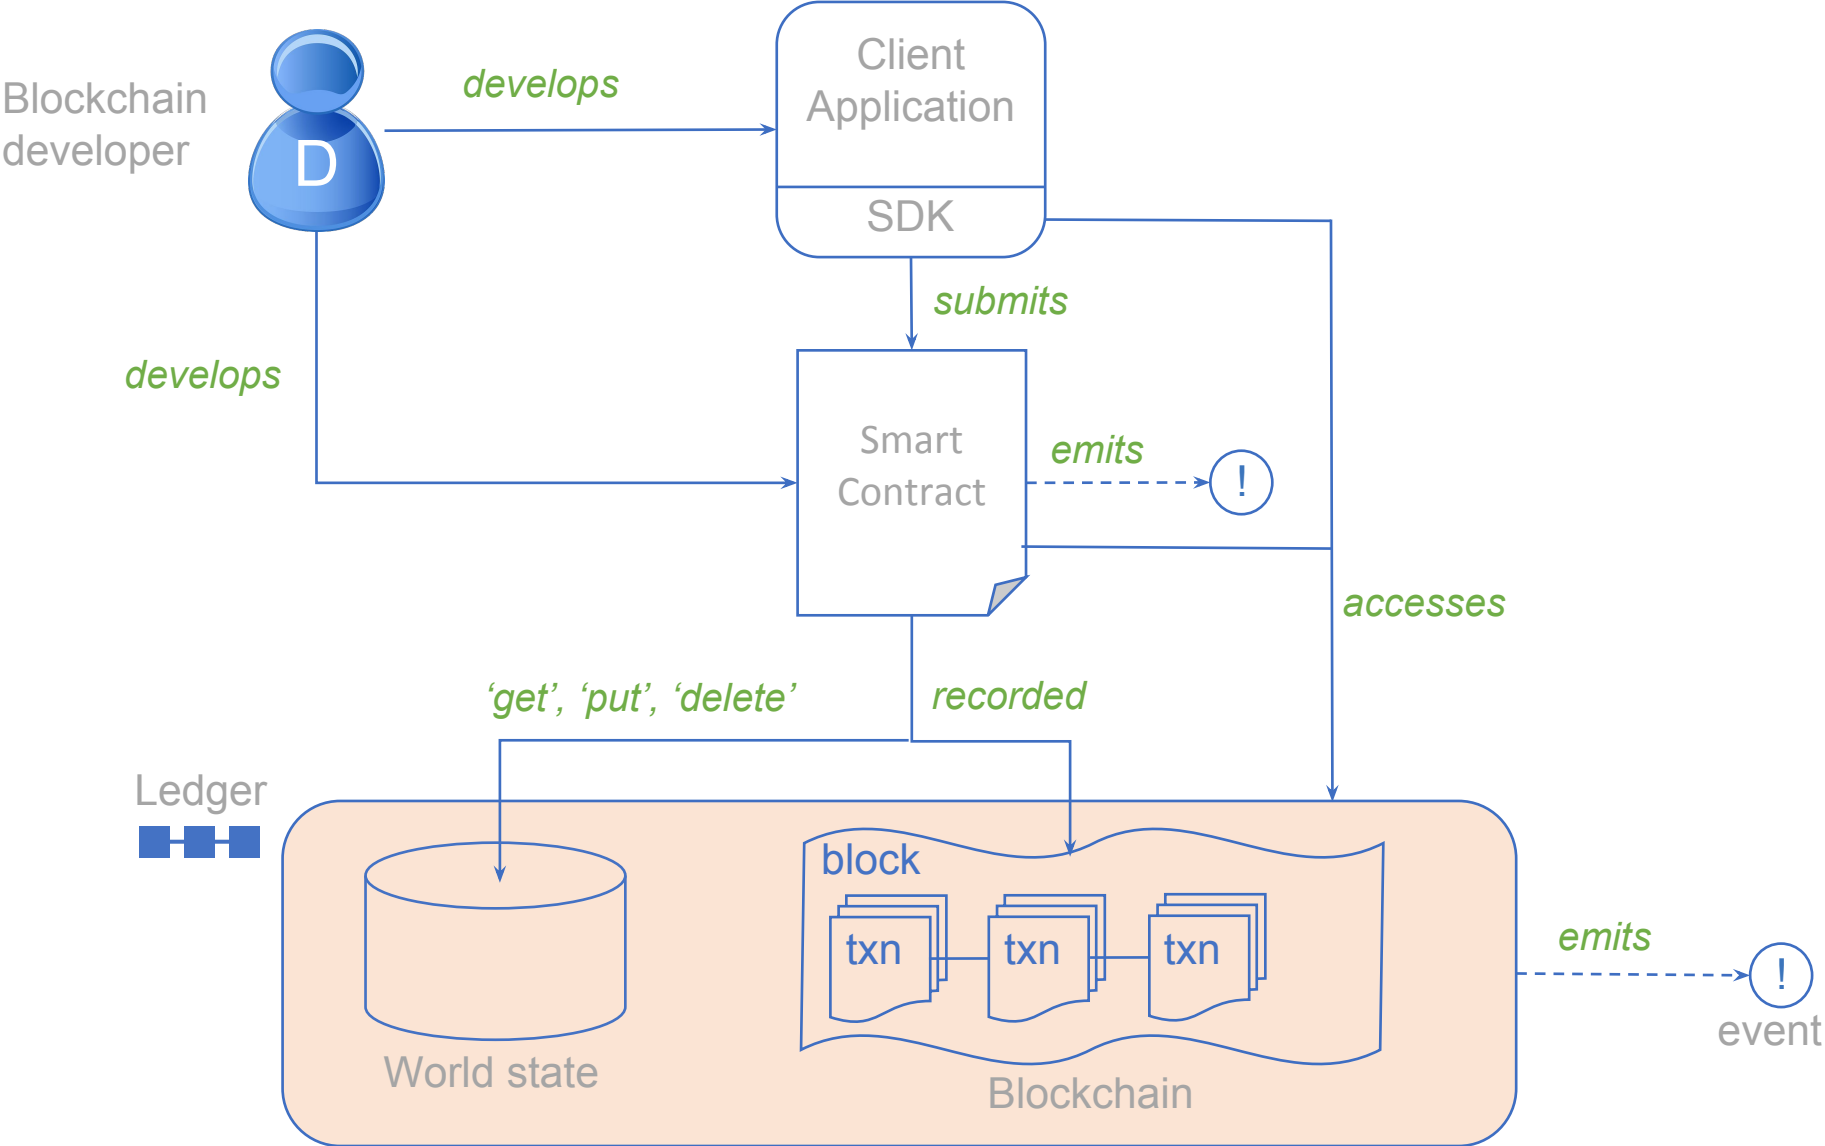 Blockchain
developer
D
develops
Client
Application
SDK
submits
develops
Smart
Contract
emits
!
accesses
‘get’, ‘put’, ‘delete’
recorded
Ledger
block
txn
txn
txn
World state
Blockchain
emits
!
event